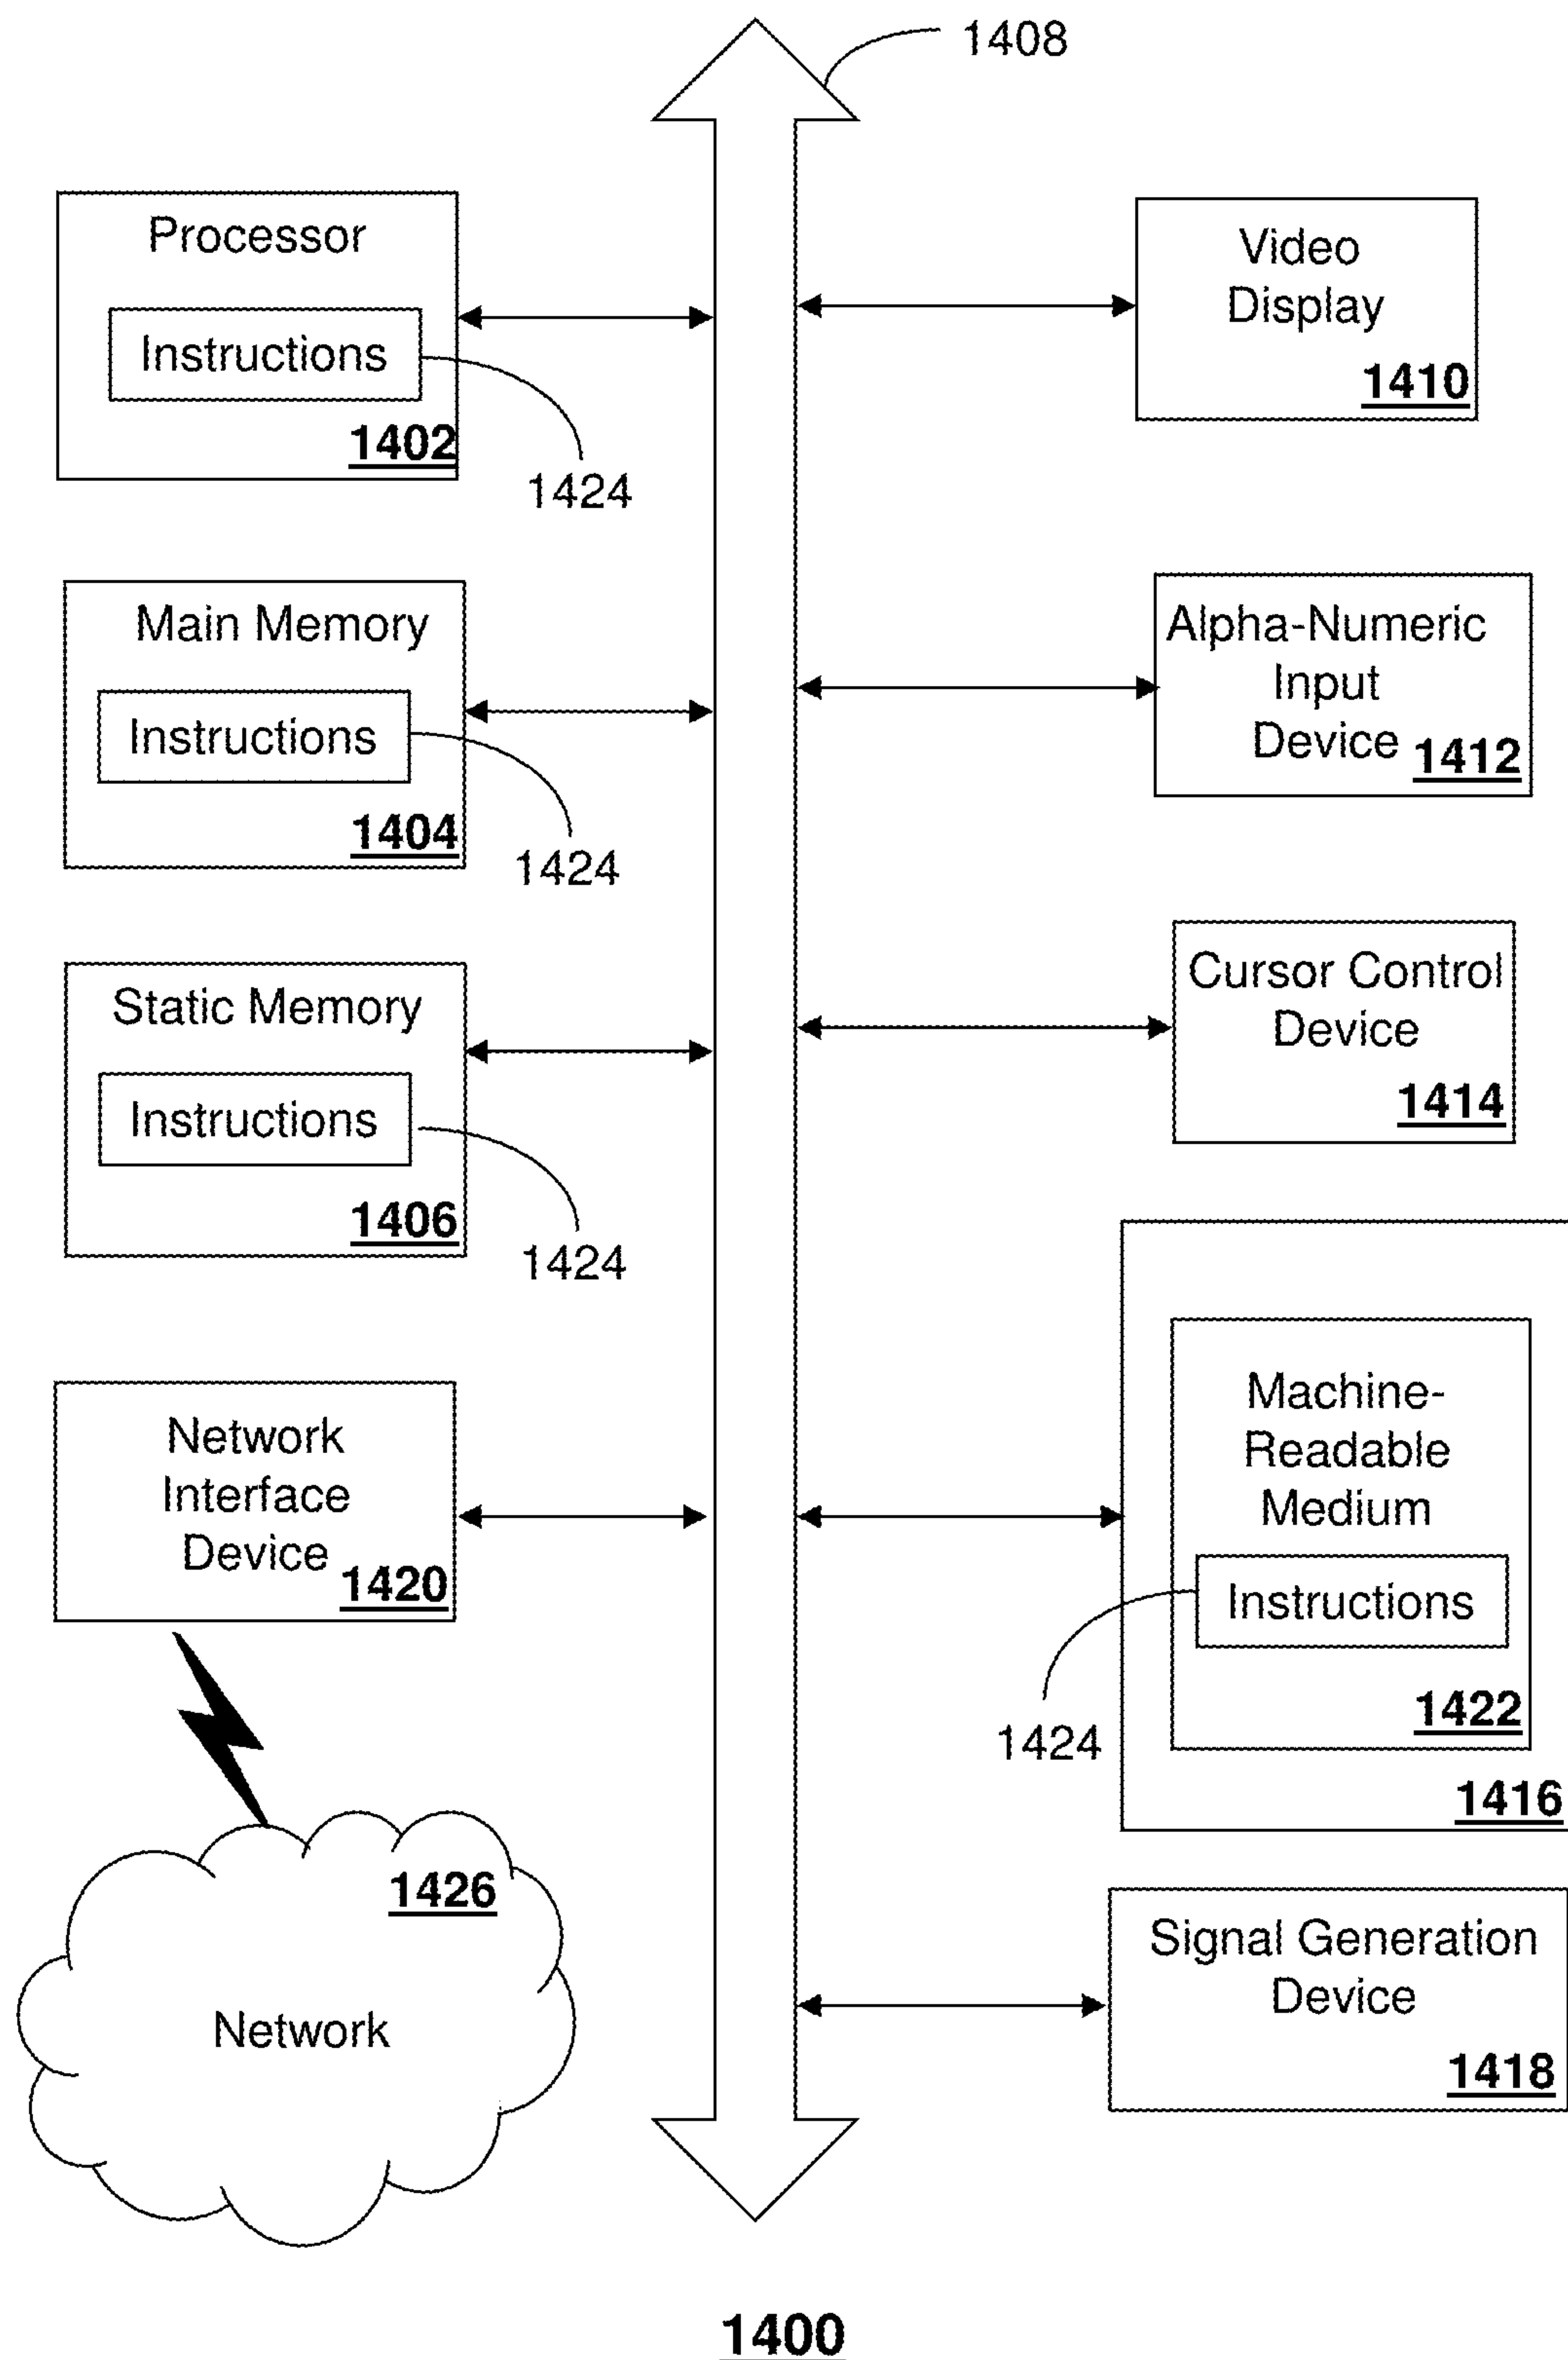 1408
Processor
Instructions
1402
1424
Main Memory
Instructions
1404
1424
Static Memory
Instructions
1406
1424
Network
Interface
Device
1420
1426
Network
Video
Display
1410
Alpha-Numeric
Input
Device
1412
Cursor Control
Device
1414
Machine-
Readable
Medium
Instructions
1422
1424
1416
Signal Generation
Device
1418
1400